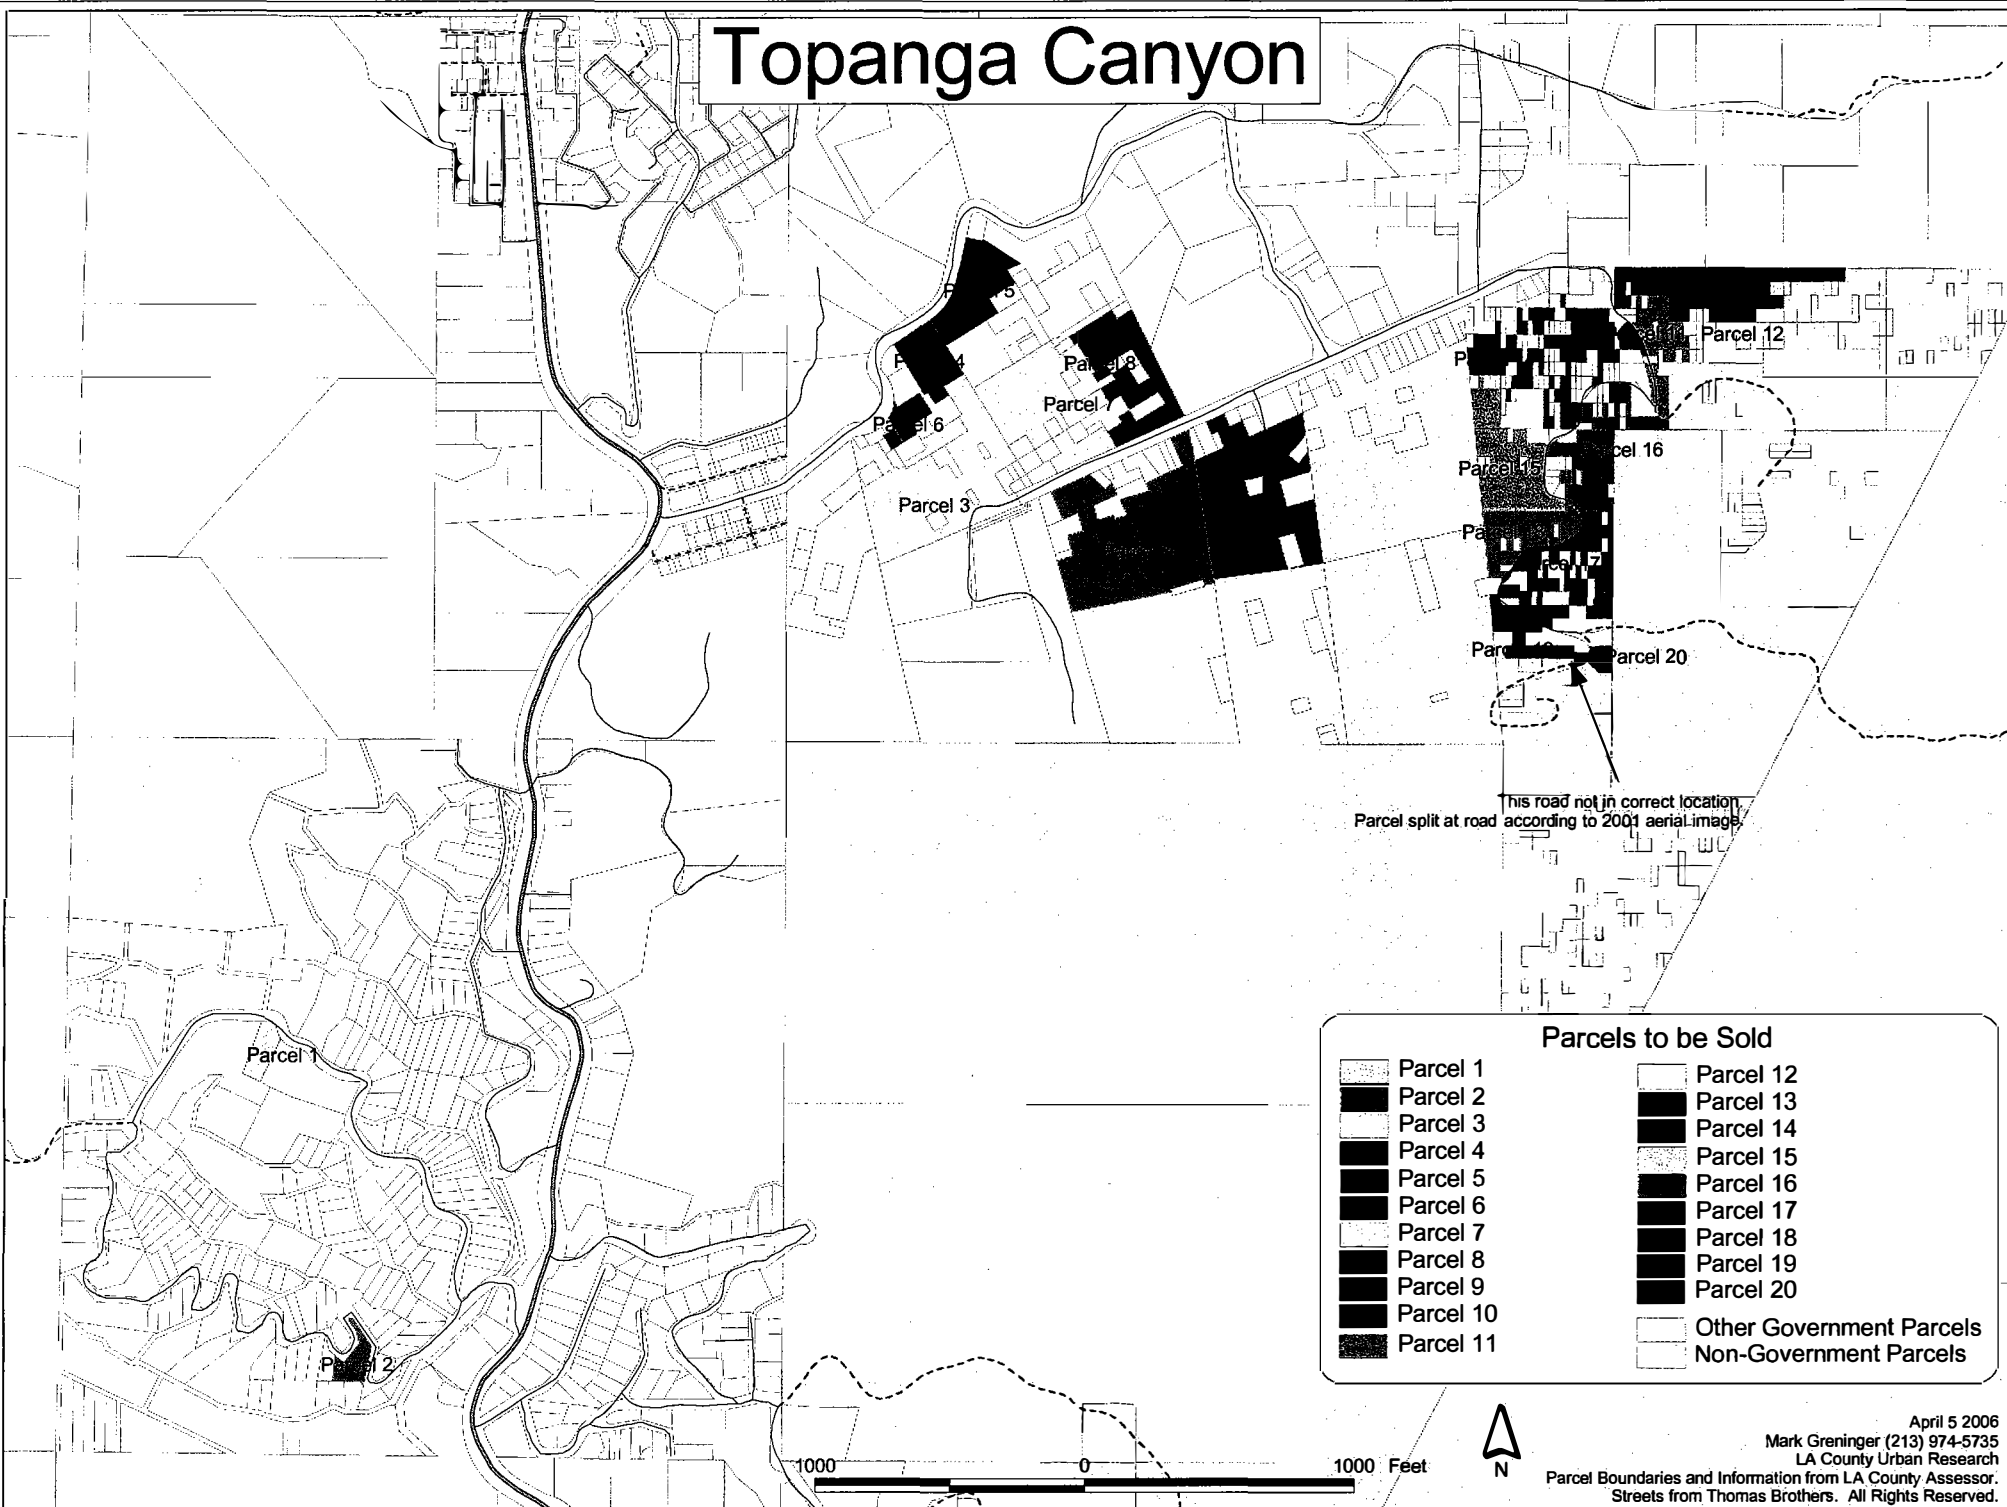 Topanga Canyon
Parcel 12
Parcel 8
Parcel 7
Parcel 6
Parcel 3
Parcel 15
Parcel 20
This road not in correct location.
Parcel split at road according to 2001 aerial image.
Parcel 1
Parcel 2
Parcels to be Sold
Parcel 1
Parcel 2
Parcel 3
Parcel 4
Parcel 5
Parcel 6
Parcel 7
Parcel 8
Parcel 9
Parcel 10
Parcel 11
Parcel 12
Parcel 13
Parcel 14
Parcel 15
Parcel 16
Parcel 17
Parcel 18
Parcel 19
Parcel 20
Other Government Parcels
Non-Government Parcels
1000 0 1000 Feet
N
April 5 2006
Mark Greninger (213) 974-5735
LA County Urban Research
Parcel Boundaries and Information from LA County Assessor.
Streets from Thomas Brothers. All Rights Reserved.